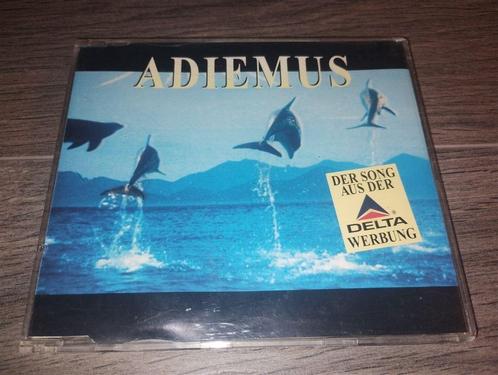 ADIEMUS
DER SONG
AUS DER
DELTA®
WERBUNG